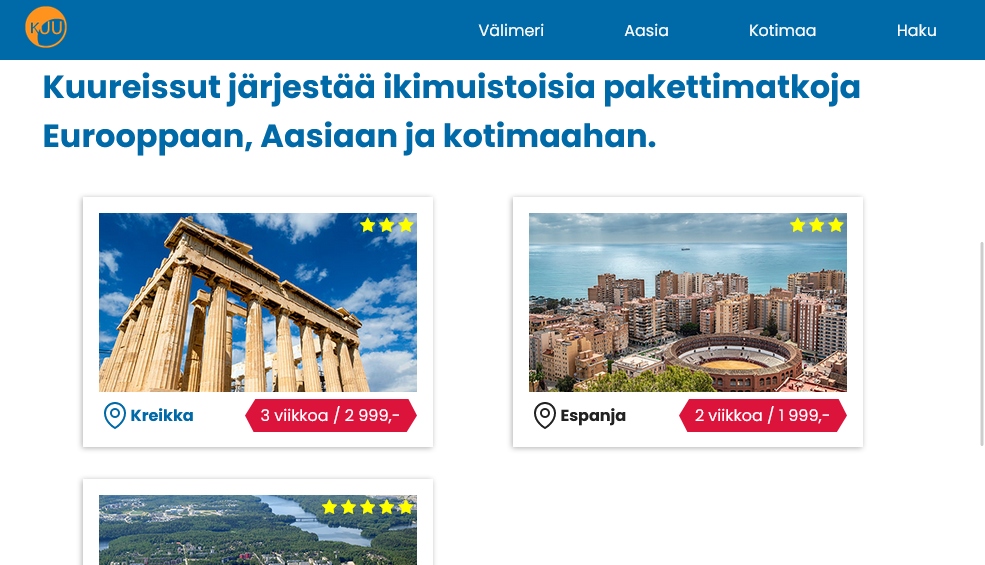 KUU
Välimeri
Aasia
Kotimaa
Haku
Kuureissut järjestää ikimuistoisia pakettimatkoja
Eurooppaan, Aasiaan ja kotimaahan.
Kreikka
3 viikkoa / 2 999,-
Espanja
2 viikkoa / 1 999,-